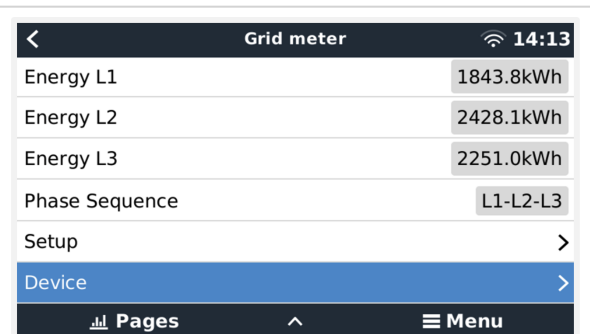 Grid meter 14:13
Energy L1 1843.8kWh
Energy L2 2428.1kWh
Energy L3 2251.0kWh
Phase Sequence L1-L2-L3
Setup
Device
Pages Menu